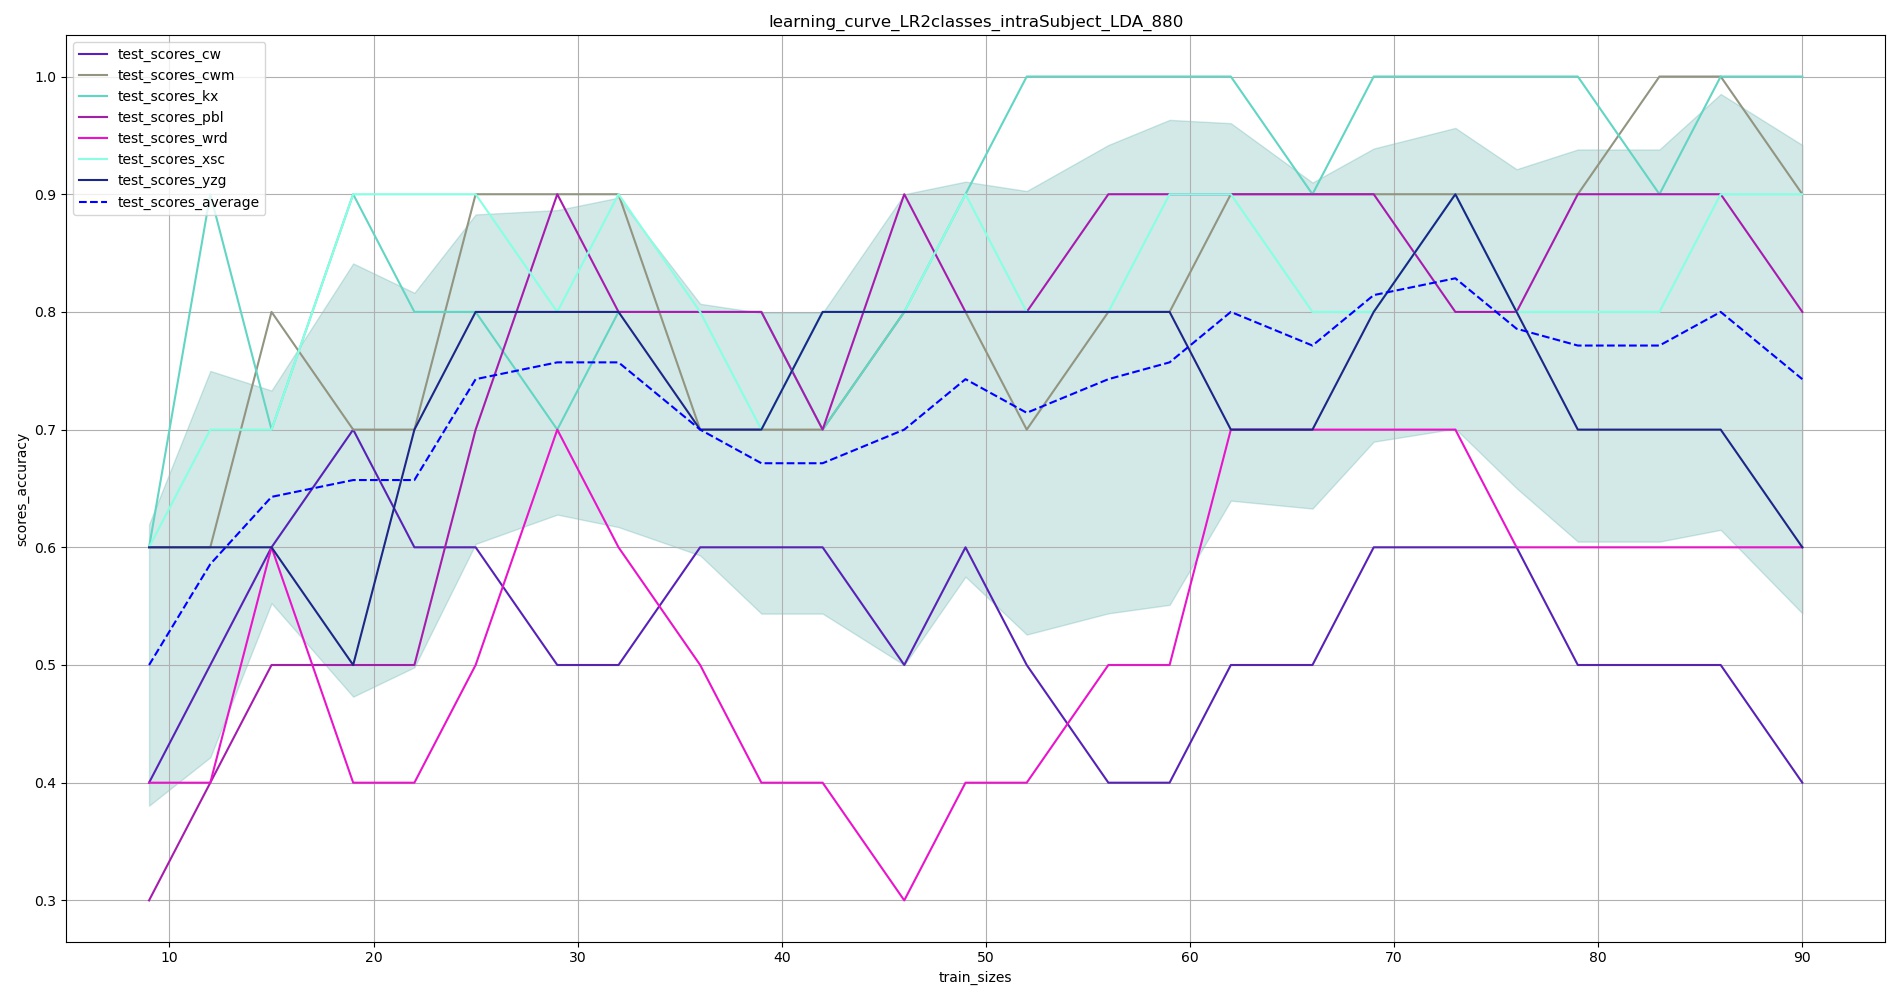 learning_curve_LR2classes_intraSubject_LDA_880
test_scores_cw
test_scores_cwm
test_scores_kx
test_scores_pbl
test_scores_wrd
test_scores_xsc
test_scores_yzg
test_scores_average
scores_accuracy
1.0
0.9
0.8
0.7
0.6
0.5
0.4
0.3
10 20 30 40 50 60 70 80 90
train_sizes